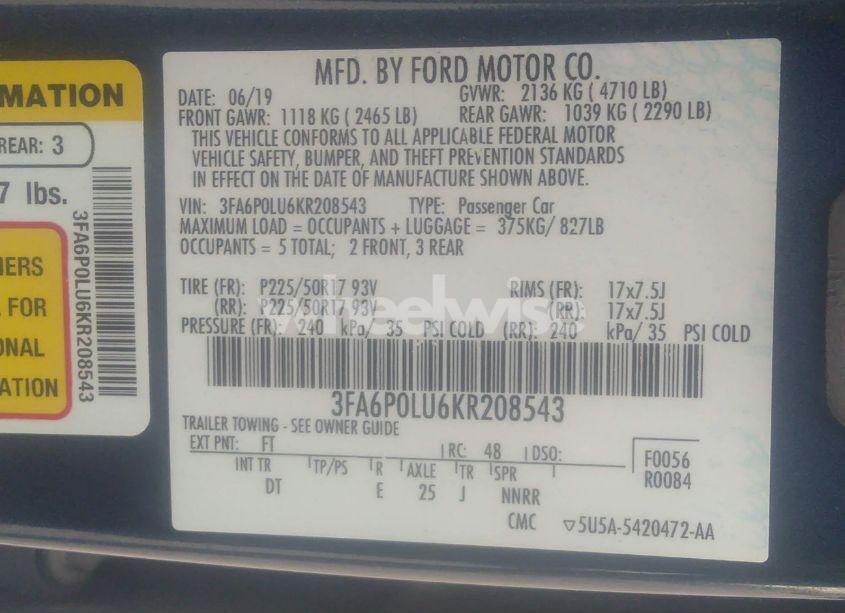 MATION
REAR: 3
7 lbs.
NERS
L FOR
ONAL
ATION
3FA6P0LU6KR208543
MFD. BY FORD MOTOR CO.
DATE: 06/19 GVWR: 2136 KG ( 4710 LB)
FRONT GAWR: 1118 KG ( 2465 LB) REAR GAWR: 1039 KG ( 2290 LB)
THIS VEHICLE CONFORMS TO ALL APPLICABLE FEDERAL MOTOR
VEHICLE SAFETY, BUMPER, AND THEFT PREVENTION STANDARDS
IN EFFECT ON THE DATE OF MANUFACTURE SHOWN ABOVE.
VIN: 3FA6P0LU6KR208543 TYPE: Passenger Car
MAXIMUM LOAD = OCCUPANTS + LUGGAGE = 375KG/ 827LB
OCCUPANTS = 5 TOTAL; 2 FRONT, 3 REAR
TIRE (FR): P225/50R17 93V RIMS (FR): 17x7.5J
(RR): P225/50R17 93V (RR): 17x7.5J
wheelwise
PRESSURE (FR): 240 kPa/ 35 PSI COLD (RR): 240 kPa/ 35 PSI COLD
3FA6P0LU6KR208543
TRAILER TOWING - SEE OWNER GUIDE
EXT PNT: FT RC: 48 DSO: F0056
INT TR TP/PS R AXLE TR SPR R0084
DT E 25 J NNRR
CMC ▽5U5A-5420472-AA